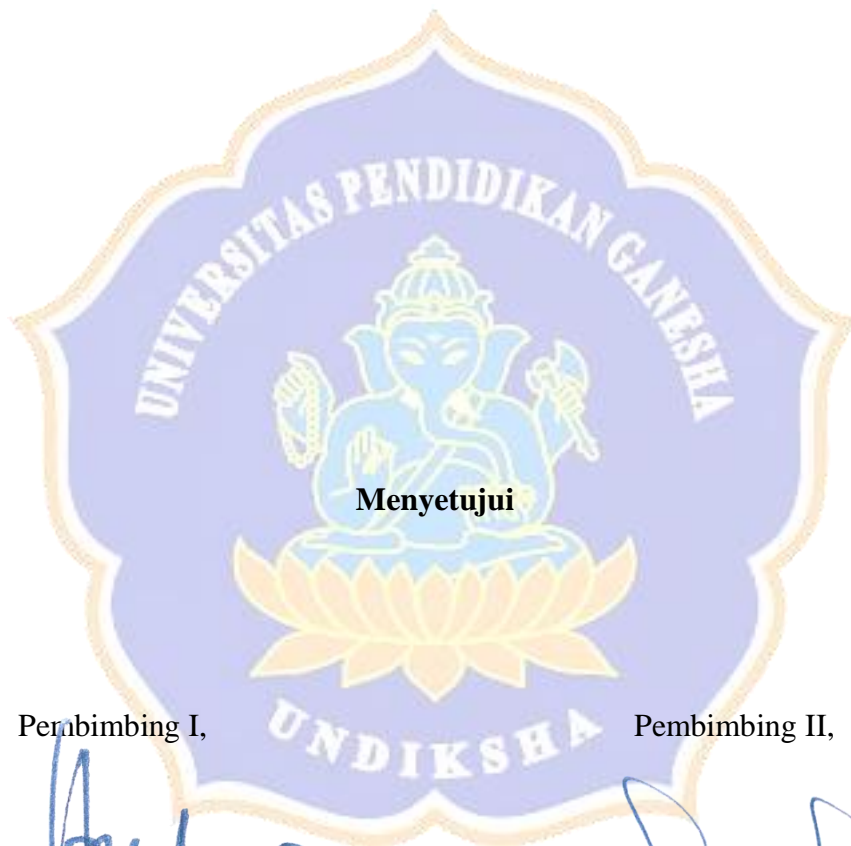 UNIVERSITAS PENDIDIKAN GANESHA
Menyetujui
UNDIKSHA
Pembimbing I,
Pembimbing II,